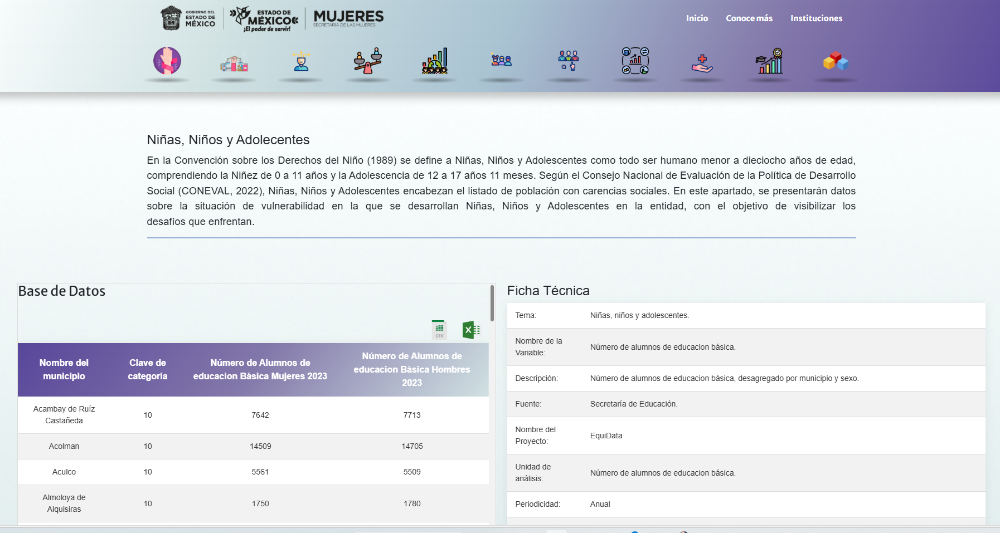 GOBIERNO DEL
ESTADO DE
MÉXICO
ESTADO DE
MÉXICO
¡El poder de servir!
MUJERES
SECRETARÍA DE LAS MUJERES
Inicio
Conoce más
Instituciones
Niñas, Niños y Adolecentes
En la Convención sobre los Derechos del Niño (1989) se define a Niñas, Niños y Adolescentes como todo ser humano menor a dieciocho años de edad,
comprendiendo la Niñez de 0 a 11 años y la Adolescencia de 12 a 17 años 11 meses. Según el Consejo Nacional de Evaluación de la Política de Desarrollo
Social (CONEVAL, 2022), Niñas, Niños y Adolescentes encabezan el listado de población con carencias sociales. En este apartado, se presentarán datos
sobre la situación de vulnerabilidad en la que se desarrollan Niñas, Niños y Adolescentes en la entidad, con el objetivo de visibilizar los
desafíos que enfrentan.
Base de Datos
CSV
X
Nombre del
municipio
Clave de
categoría
Número de Alumnos de
educacion Básica Mujeres 2023
Número de Alumnos de
educacion Básica Hombres
2023
Acambay de Ruíz
Castañeda
10
7642
7713
Acolman
10
14509
14705
Aculco
10
5561
5509
Almoloya de
Alquisiras
10
1750
1780
Ficha Técnica
Tema:
Niñas, niños y adolescentes.
Nombre de la
Variable:
Número de alumnos de educacion básica.
Descripción:
Número de alumnos de educacion básica, desagregado por municipio y sexo.
Fuente:
Secretaría de Educación.
Nombre del
Proyecto:
EquiData
Unidad de
análisis:
Número de alumnos de educacion básica.
Periodicidad:
Anual